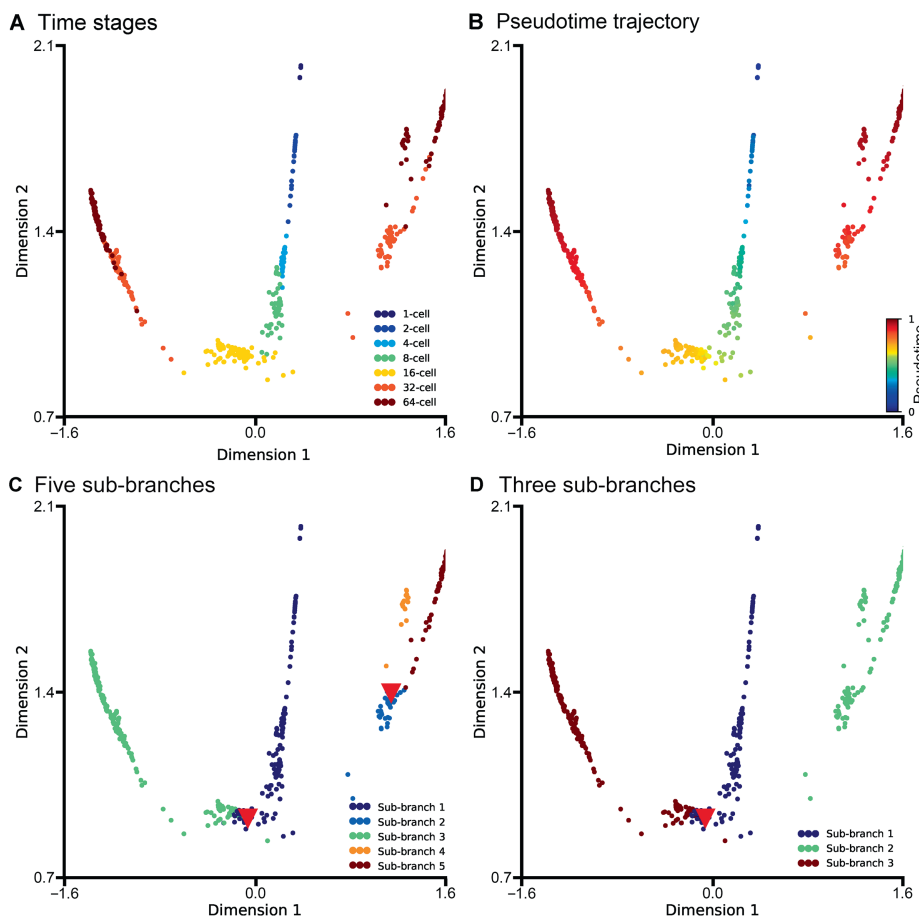 A Time stages
2.1
1.4
0.7
Dimension 2
−1.6
0.0
1.6
Dimension 1
1-cell
2-cell
4-cell
8-cell
16-cell
32-cell
64-cell
B Pseudotime trajectory
2.1
1.4
0.7
Dimension 2
−1.6
0.0
1.6
Dimension 1
1
0
Pseudotime
C Five sub-branches
2.1
1.4
0.7
Dimension 2
−1.6
0.0
1.6
Dimension 1
Sub-branch 1
Sub-branch 2
Sub-branch 3
Sub-branch 4
Sub-branch 5
D Three sub-branches
2.1
1.4
0.7
Dimension 2
−1.6
0.0
1.6
Dimension 1
Sub-branch 1
Sub-branch 2
Sub-branch 3